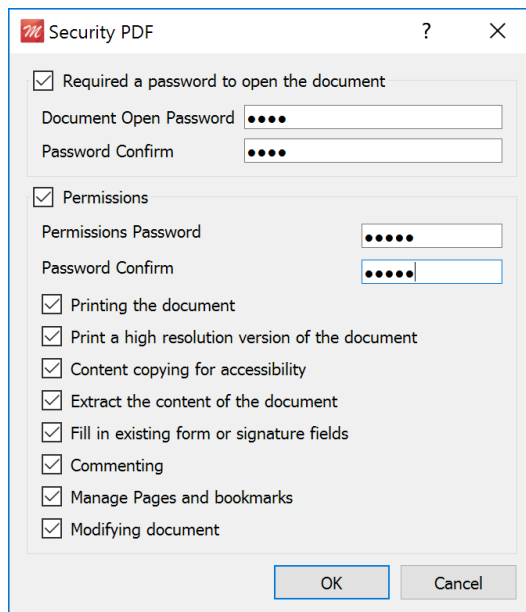 Security PDF ?
Required a password to open the document
Document Open Password ●●●●
Password Confirm ●●●●
Permissions
Permissions Password ●●●●●
Password Confirm ●●●●●
Printing the document
Print a high resolution version of the document
Content copying for accessibility
Extract the content of the document
Fill in existing form or signature fields
Commenting
Manage Pages and bookmarks
Modifying document
OK Cancel